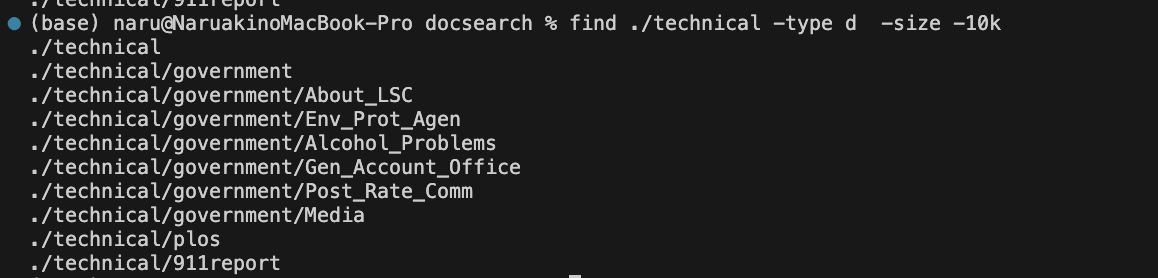 ./technical/911report
(base) naru@NaruakinoMacBook-Pro docsearch % find ./technical -type d  -size -10k
./technical
./technical/government
./technical/government/About_LSC
./technical/government/Env_Prot_Agen
./technical/government/Alcohol_Problems
./technical/government/Gen_Account_Office
./technical/government/Post_Rate_Comm
./technical/government/Media
./technical/plos
./technical/911report